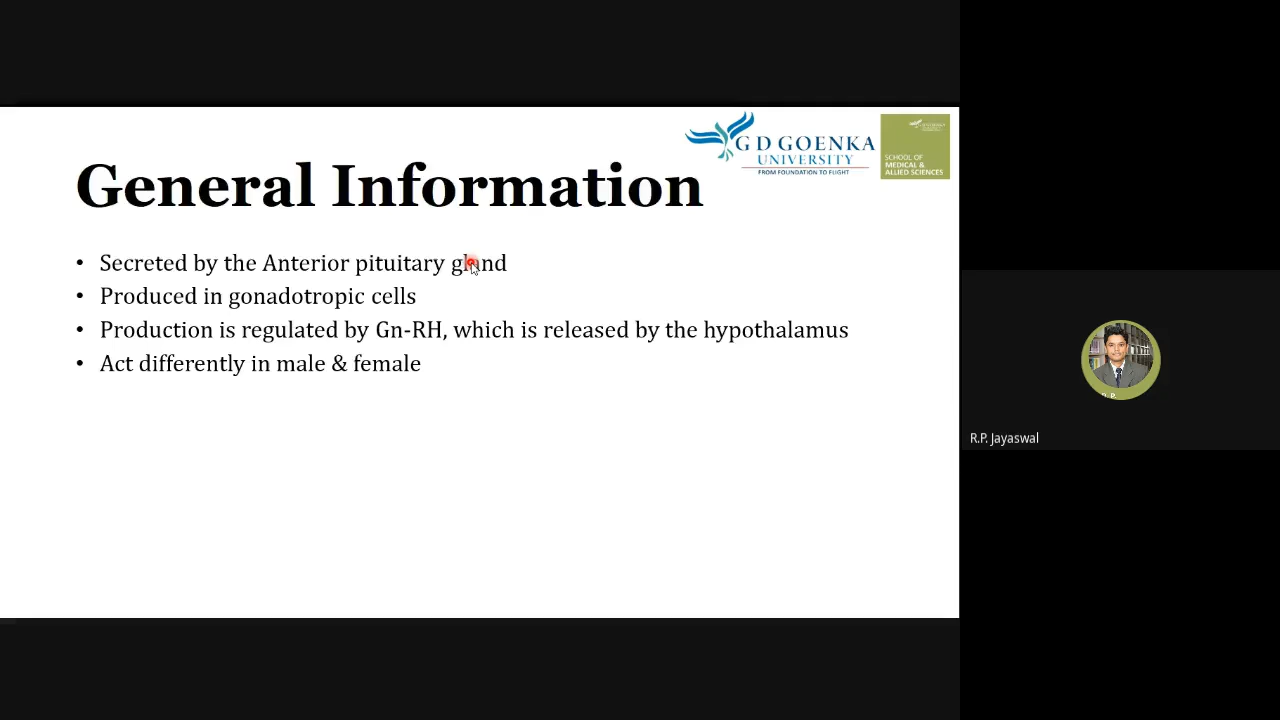 G D GOENKA
UNIVERSITY
FROM FOUNDATION TO FLIGHT
SCHOOL OF
MEDICAL &
ALLIED SCIENCES
General Information
• Secreted by the Anterior pituitary gland
• Produced in gonadotropic cells
• Production is regulated by Gn-RH, which is released by the hypothalamus
• Act differently in male & female
R.P. Jayaswal